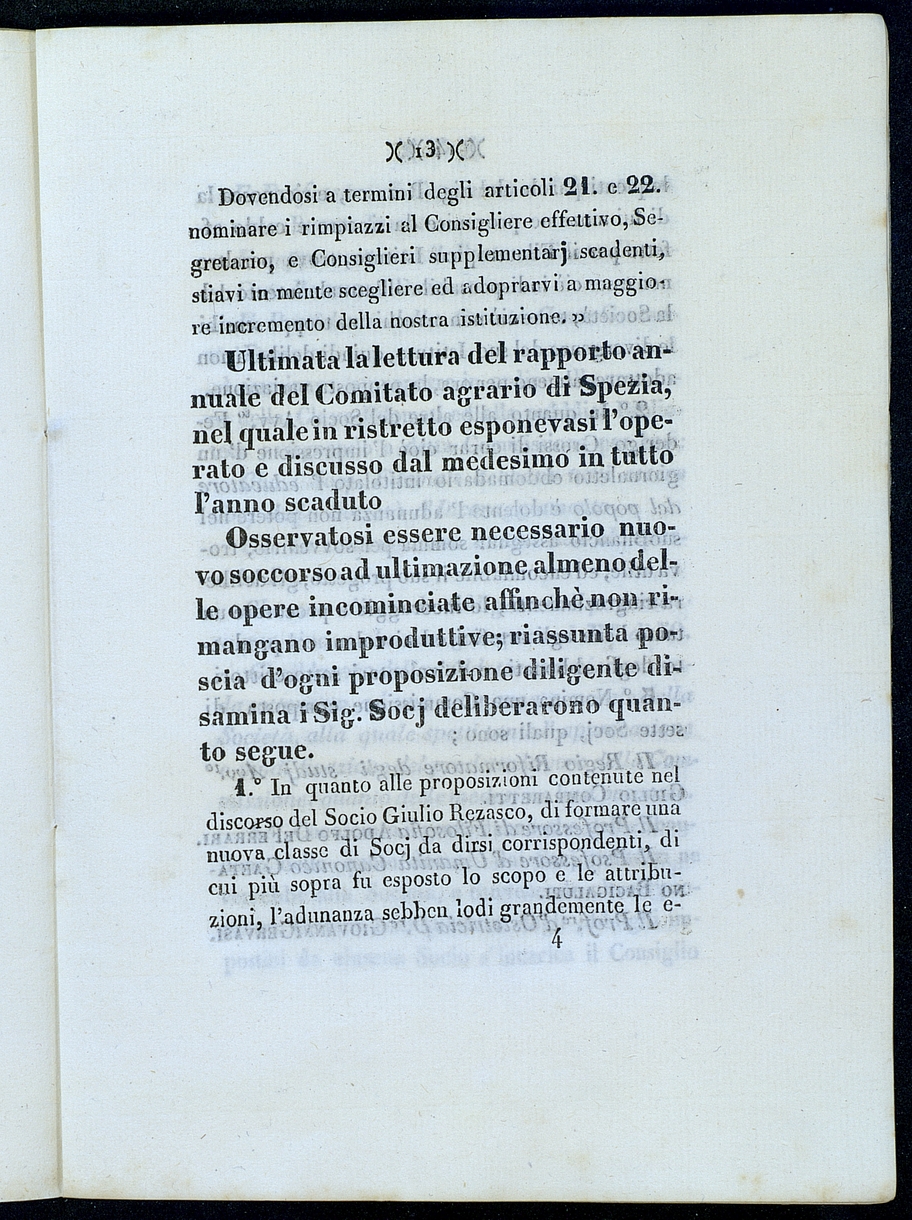 )( 13 )(
Dovendosi a termini degli articoli 21. e 22.
nominare i rimpiazzi al Consigliere effettivo, Se-
gretario, e Consiglieri supplementarj scadenti,
stiavi in mente scegliere ed adoprarvi a maggio-
re incremento della nostra istituzione. »
Ultimata la lettura del rapporto an-
nuale del Comitato agrario di Spezia,
nel quale in ristretto esponevasi l'ope-
rato e discusso dal medesimo in tutto
l'anno scaduto
Osservatosi essere necessario nuo-
vo soccorso ad ultimazione almeno del-
le opere incominciate affinchè non ri-
mangano improduttive; riassunta po-
scia d'ogni proposizione diligente di-
samina i Sig. Socj deliberarono quan-
to segue.
1.° In quanto alle proposizioni contenute nel
discorso del Socio Giulio Rezasco, di formare una
nuova classe di Socj da dirsi corrispondenti, di
cui più sopra fu esposto lo scopo e le attribu-
zioni, l'adunanza sebben lodi grandemente le e-
4